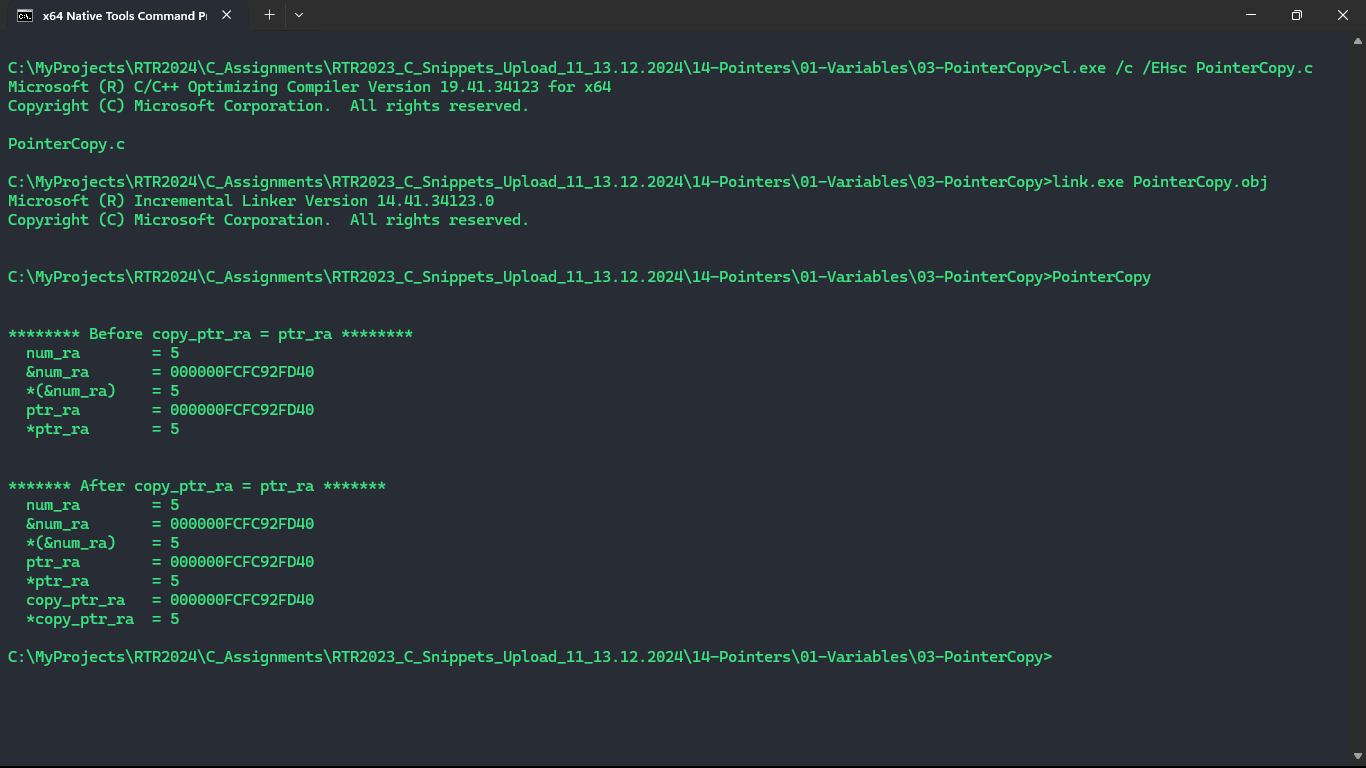 x64 Native Tools Command P
C:\MyProjects\RTR2024\C_Assignments\RTR2023_C_Snippets_Upload_11_13.12.2024\14-Pointers\01-Variables\03-PointerCopy>cl.exe /c /EHsc PointerCopy.c
Microsoft (R) C/C++ Optimizing Compiler Version 19.41.34123 for x64
Copyright (C) Microsoft Corporation.  All rights reserved.
PointerCopy.c
C:\MyProjects\RTR2024\C_Assignments\RTR2023_C_Snippets_Upload_11_13.12.2024\14-Pointers\01-Variables\03-PointerCopy>link.exe PointerCopy.obj
Microsoft (R) Incremental Linker Version 14.41.34123.0
Copyright (C) Microsoft Corporation.  All rights reserved.
C:\MyProjects\RTR2024\C_Assignments\RTR2023_C_Snippets_Upload_11_13.12.2024\14-Pointers\01-Variables\03-PointerCopy>PointerCopy
******** Before copy_ptr_ra = ptr_ra ********
num_ra        = 5
&num_ra       = 000000FCFC92FD40
*(&num_ra)    = 5
ptr_ra        = 000000FCFC92FD40
*ptr_ra       = 5
******* After copy_ptr_ra = ptr_ra *******
num_ra        = 5
&num_ra       = 000000FCFC92FD40
*(&num_ra)    = 5
ptr_ra        = 000000FCFC92FD40
*ptr_ra       = 5
copy_ptr_ra   = 000000FCFC92FD40
*copy_ptr_ra  = 5
C:\MyProjects\RTR2024\C_Assignments\RTR2023_C_Snippets_Upload_11_13.12.2024\14-Pointers\01-Variables\03-PointerCopy>